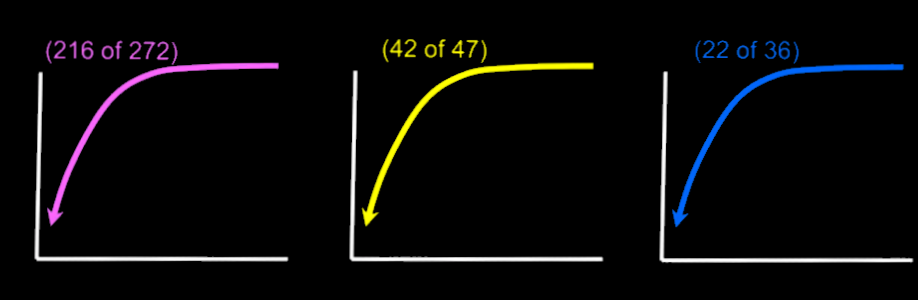 (216 of 272)
(42 of 47)
(22 of 36)